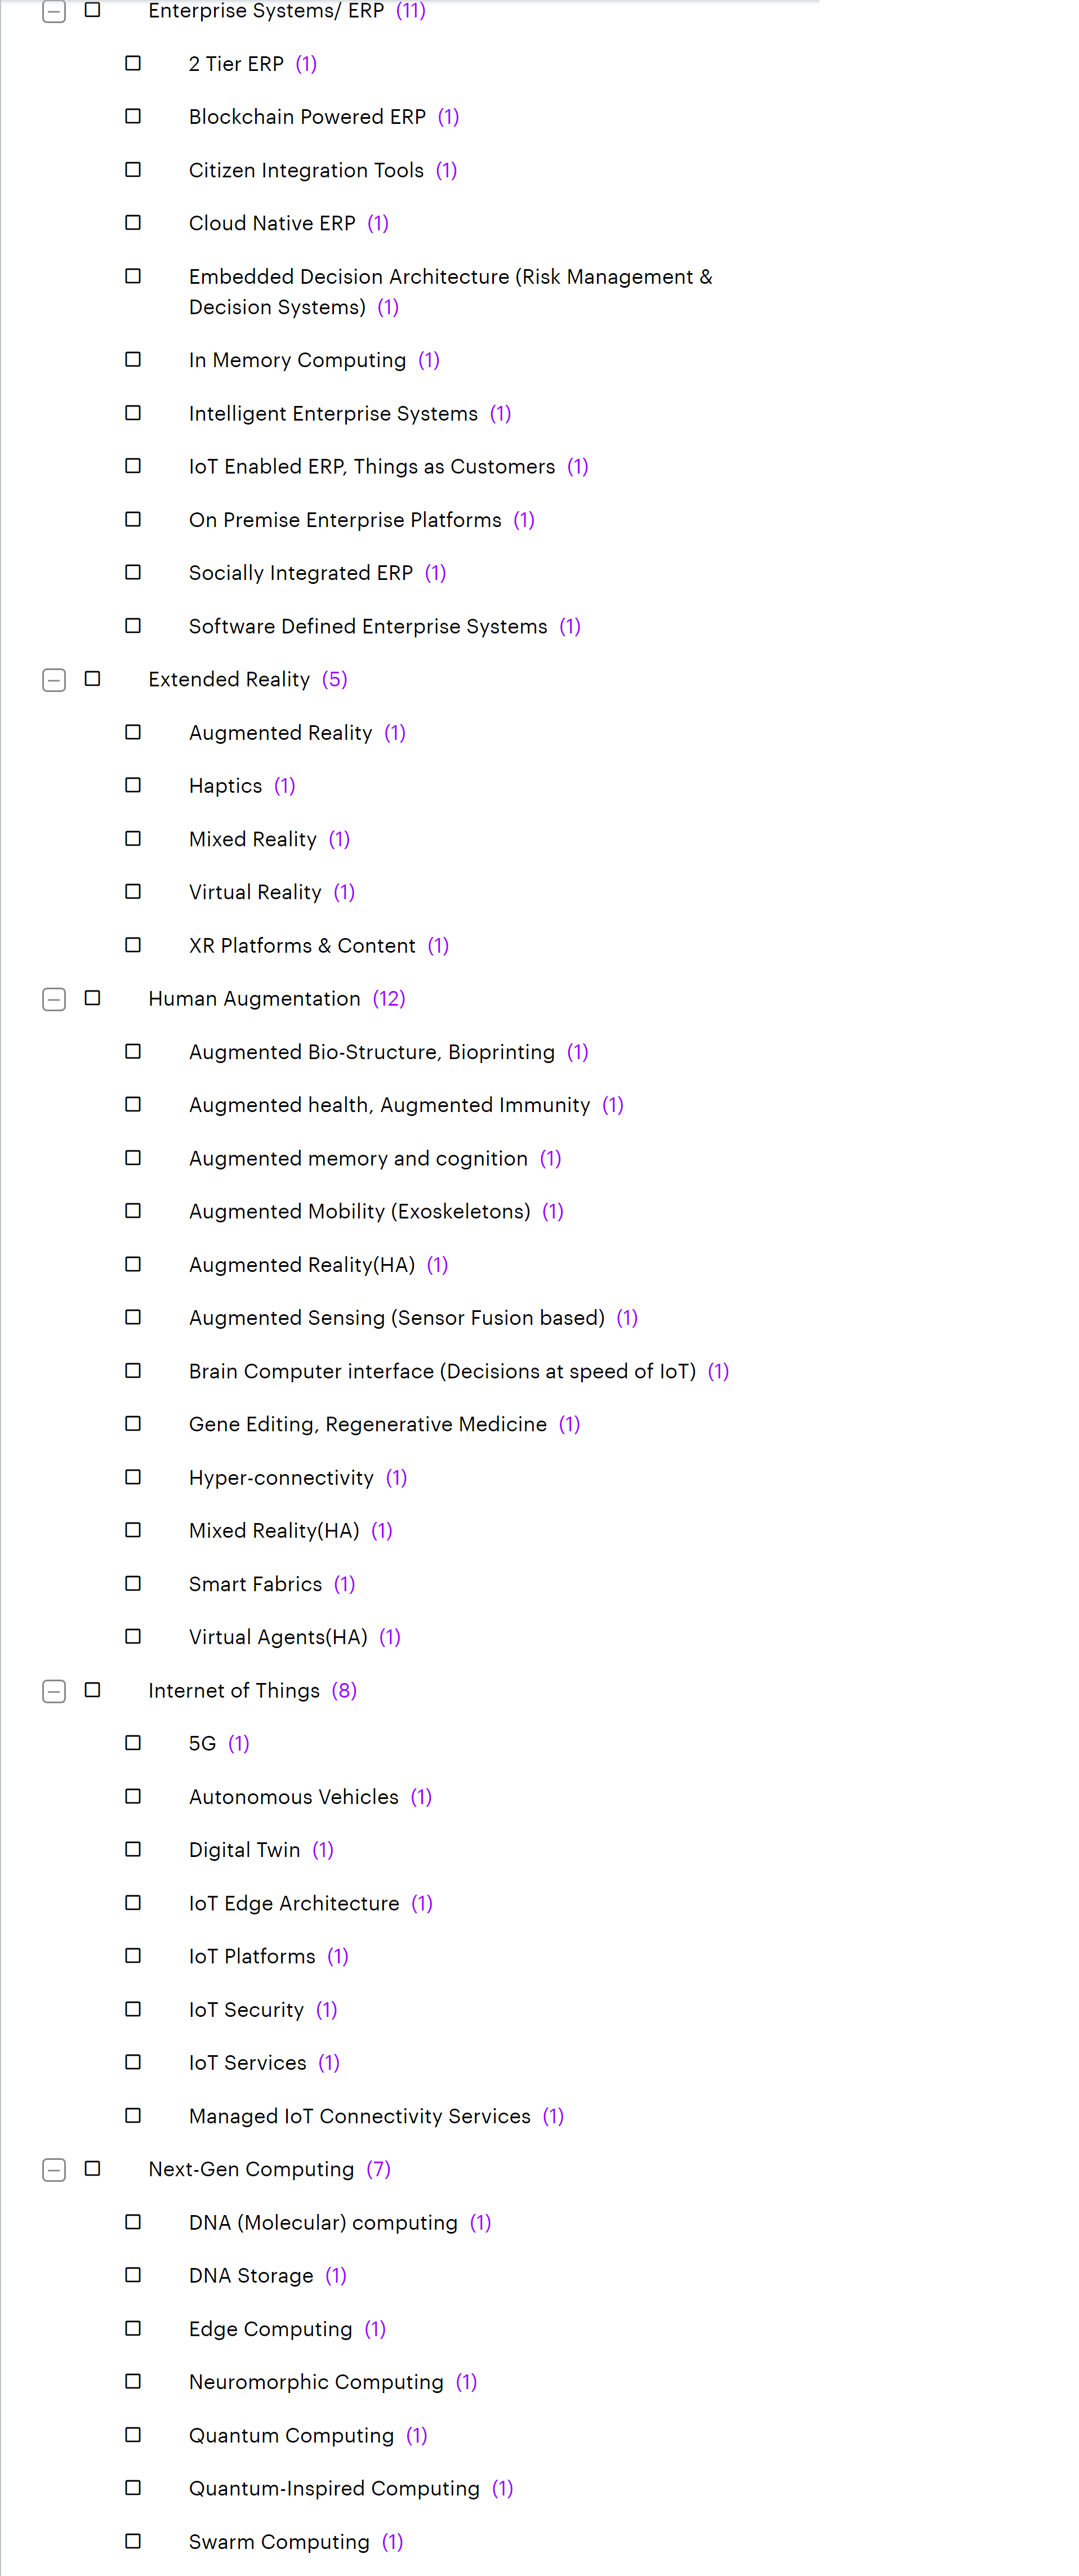 Enterprise Systems/ ERP (11)
2 Tier ERP (1)
Blockchain Powered ERP (1)
Citizen Integration Tools (1)
Cloud Native ERP (1)
Embedded Decision Architecture (Risk Management &
Decision Systems) (1)
In Memory Computing (1)
Intelligent Enterprise Systems (1)
IoT Enabled ERP, Things as Customers (1)
On Premise Enterprise Platforms (1)
Socially Integrated ERP (1)
Software Defined Enterprise Systems (1)
Extended Reality (5)
Augmented Reality (1)
Haptics (1)
Mixed Reality (1)
Virtual Reality (1)
XR Platforms & Content (1)
Human Augmentation (12)
Augmented Bio-Structure, Bioprinting (1)
Augmented health, Augmented Immunity (1)
Augmented memory and cognition (1)
Augmented Mobility (Exoskeletons) (1)
Augmented Reality(HA) (1)
Augmented Sensing (Sensor Fusion based) (1)
Brain Computer interface (Decisions at speed of IoT) (1)
Gene Editing, Regenerative Medicine (1)
Hyper-connectivity (1)
Mixed Reality(HA) (1)
Smart Fabrics (1)
Virtual Agents(HA) (1)
Internet of Things (8)
5G (1)
Autonomous Vehicles (1)
Digital Twin (1)
IoT Edge Architecture (1)
IoT Platforms (1)
IoT Security (1)
IoT Services (1)
Managed IoT Connectivity Services (1)
Next-Gen Computing (7)
DNA (Molecular) computing (1)
DNA Storage (1)
Edge Computing (1)
Neuromorphic Computing (1)
Quantum Computing (1)
Quantum-Inspired Computing (1)
Swarm Computing (1)